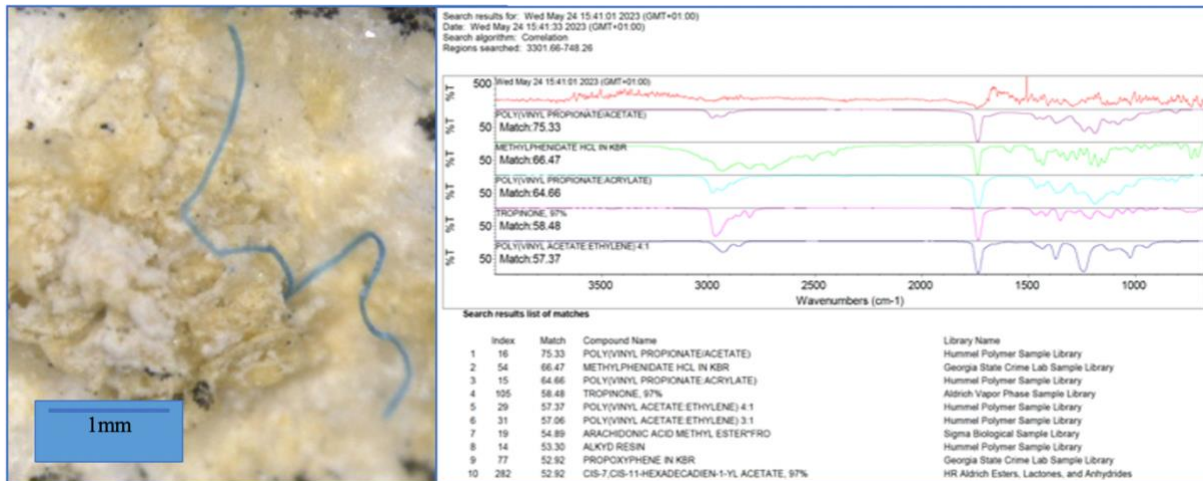 1mm
Search results for: Wed May 24 15:41:01 2023 (GMT+01:00)
Date: Wed May 24 15:41:33 2023 (GMT+01:00)
Search algorithm: Correlation
Regions searched: 3301.66-748.26
500 Wed May 24 15:41:01 2023 (GMT+01:00)
%T
POLY(VINYL PROPIONATE/ACETATE)
%T 50 Match:75.33
METHYLPHENIDATE HCL IN KBR
%T 50 Match:66.47
POLY(VINYL PROPIONATE:ACRYLATE)
%T 50 Match:64.66
TROPINONE, 97%
%T 50 Match:58.48
POLY(VINYL ACETATE:ETHYLENE) 4:1
%T 50 Match:57.37
3500 3000 2500 2000 1500 1000
Wavenumbers (cm-1)
Search results list of matches
Index Match Compound Name Library Name
1 16 75.33 POLY(VINYL PROPIONATE/ACETATE) Hummel Polymer Sample Library
2 54 66.47 METHYLPHENIDATE HCL IN KBR Georgia State Crime Lab Sample Library
3 15 64.66 POLY(VINYL PROPIONATE:ACRYLATE) Hummel Polymer Sample Library
4 105 58.48 TROPINONE, 97% Aldrich Vapor Phase Sample Library
5 29 57.37 POLY(VINYL ACETATE:ETHYLENE) 4:1 Hummel Polymer Sample Library
6 31 57.06 POLY(VINYL ACETATE:ETHYLENE) 3:1 Hummel Polymer Sample Library
7 19 54.89 ARACHIDONIC ACID METHYL ESTER*FRO Sigma Biological Sample Library
8 14 53.30 ALKYD RESIN Hummel Polymer Sample Library
9 77 52.92 PROPOXYPHENE IN KBR Georgia State Crime Lab Sample Library
10 282 52.92 CIS-7,CIS-11-HEXADECADIEN-1-YL ACETATE, 97% HR Aldrich Esters, Lactones, and Anhydrides